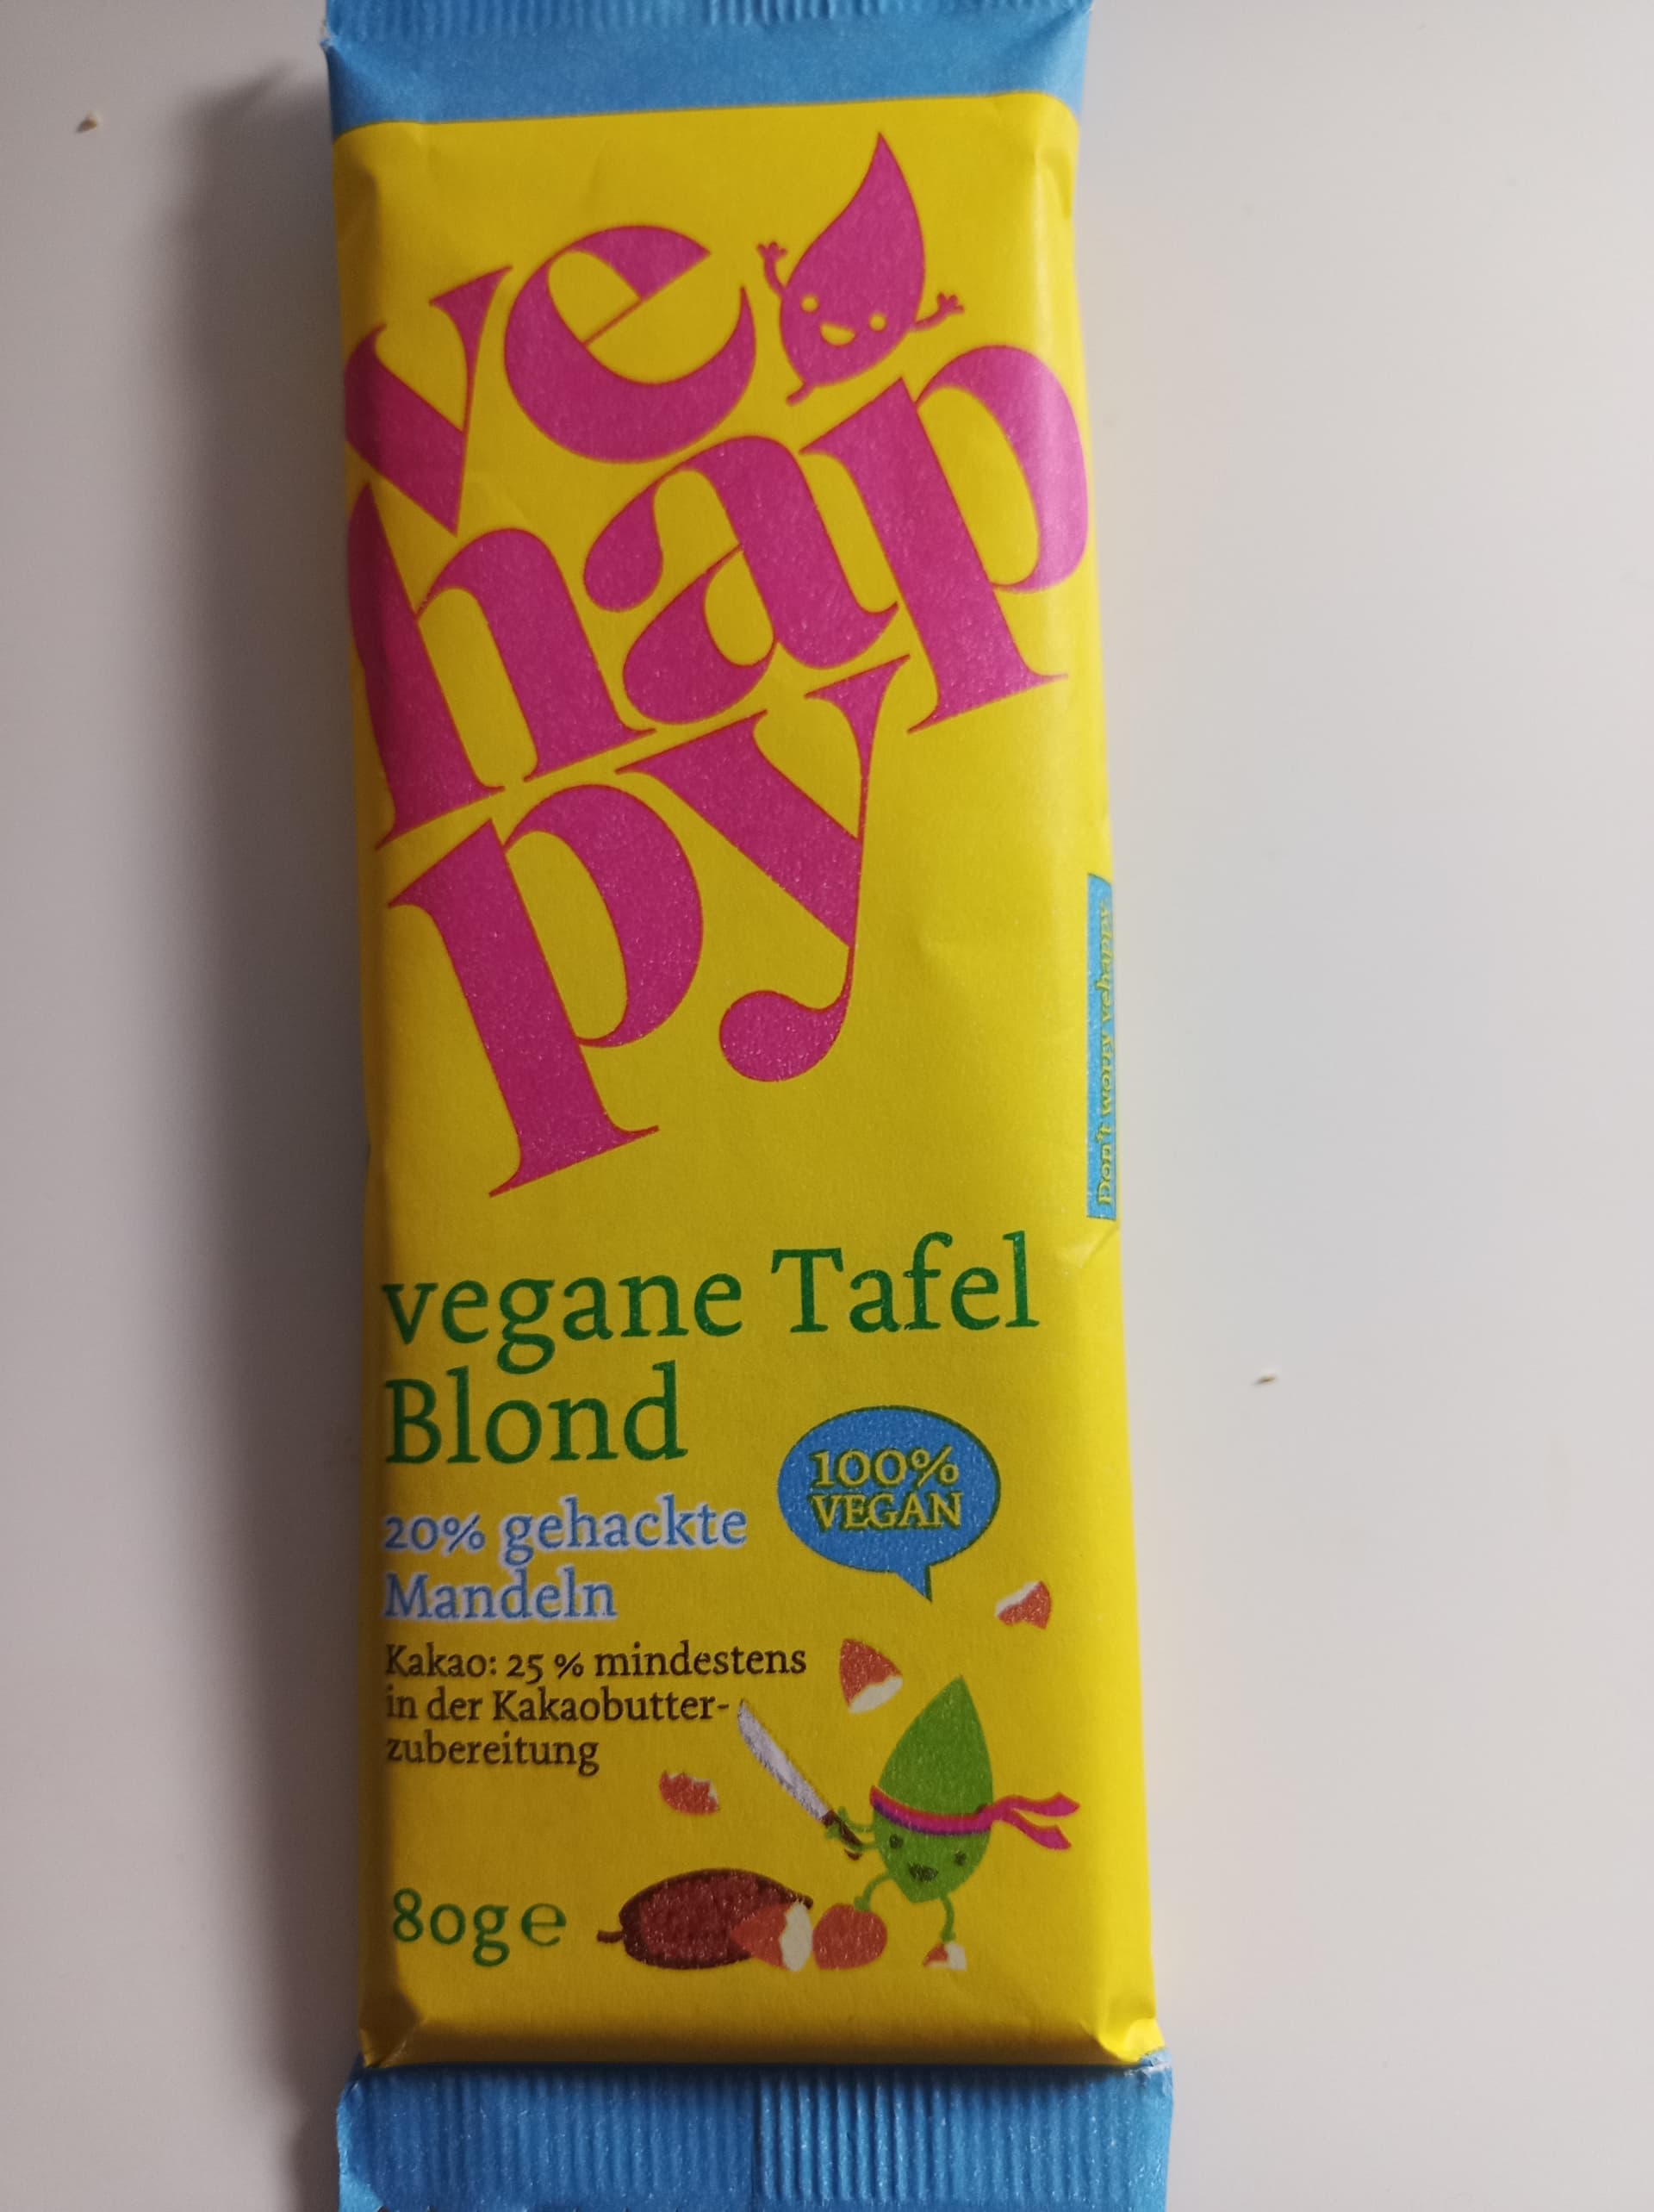 ve
hap
py
Don't worry vehappy
vegane Tafel
Blond
100%
VEGAN
20% gehackte
Mandeln
Kakao: 25 % mindestens
in der Kakaobutter-
zubereitung
80g e